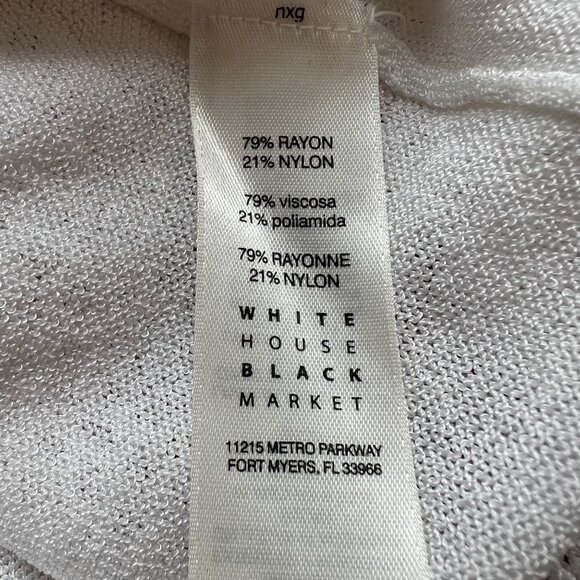 nxg
79% RAYON
21% NYLON
79% viscosa
21% poliamida
79% RAYONNE
21% NYLON
WHITE
HOUSE
BLACK
MARKET
11215 METRO PARKWAY
FORT MYERS, FL 33966